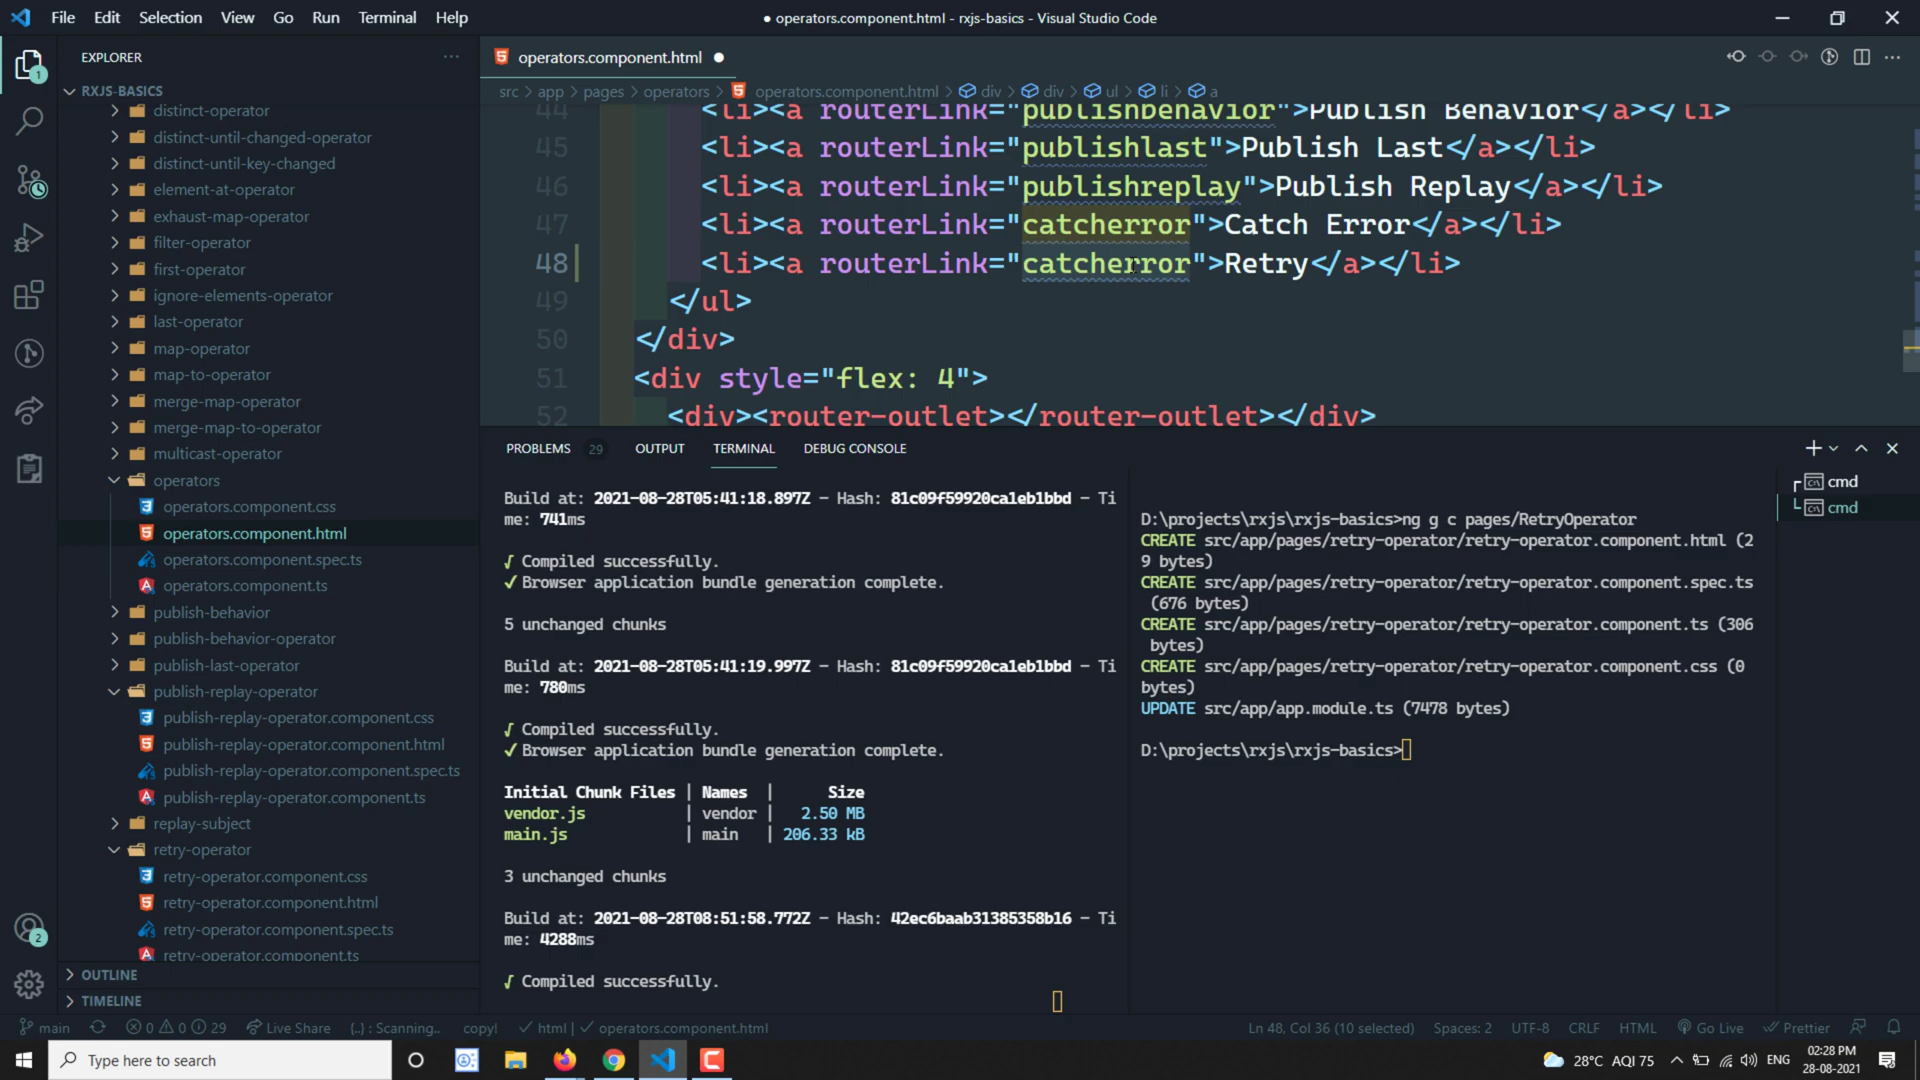 File Edit Selection View Go Run Terminal Help
● operators.component.html - rxjs-basics - Visual Studio Code
EXPLORER
RXJS-BASICS
distinct-operator
distinct-until-changed-operator
distinct-until-key-changed
element-at-operator
exhaust-map-operator
filter-operator
first-operator
ignore-elements-operator
last-operator
map-operator
map-to-operator
merge-map-operator
merge-map-to-operator
multicast-operator
operators
operators.component.css
operators.component.html
operators.component.spec.ts
operators.component.ts
publish-behavior
publish-behavior-operator
publish-last-operator
publish-replay-operator
publish-replay-operator.component.css
publish-replay-operator.component.html
publish-replay-operator.component.spec.ts
publish-replay-operator.component.ts
replay-subject
retry-operator
retry-operator.component.css
retry-operator.component.html
retry-operator.component.spec.ts
retry-operator.component.ts
OUTLINE
TIMELINE
1
2
operators.component.html ●
src > app > pages > operators > operators.component.html > div > div > ul > li > a
44 <li><a routerLink="publishbehavior">Publish Behavior</a></li>
45 <li><a routerLink="publishlast">Publish Last</a></li>
46 <li><a routerLink="publishreplay">Publish Replay</a></li>
47 <li><a routerLink="catcherror">Catch Error</a></li>
48 <li><a routerLink="catcherror">Retry</a></li>
49 </ul>
50 </div>
51 <div style="flex: 4">
52 <div><router-outlet></router-outlet></div>
PROBLEMS 29 OUTPUT TERMINAL DEBUG CONSOLE
Build at: 2021-08-28T05:41:18.897Z - Hash: 81c09f59920ca1eb1bbd - Ti
me: 741ms
√ Compiled successfully.
✓ Browser application bundle generation complete.
5 unchanged chunks
Build at: 2021-08-28T05:41:19.997Z - Hash: 81c09f59920ca1eb1bbd - Ti
me: 780ms
√ Compiled successfully.
✓ Browser application bundle generation complete.
Initial Chunk Files | Names | Size
vendor.js | vendor | 2.50 MB
main.js | main | 206.33 kB
3 unchanged chunks
Build at: 2021-08-28T08:51:58.772Z - Hash: 42ec6baab31385358b16 - Ti
me: 4288ms
√ Compiled successfully.
D:\projects\rxjs\rxjs-basics>ng g c pages/RetryOperator
CREATE src/app/pages/retry-operator/retry-operator.component.html (2
9 bytes)
CREATE src/app/pages/retry-operator/retry-operator.component.spec.ts
(676 bytes)
CREATE src/app/pages/retry-operator/retry-operator.component.ts (306
bytes)
CREATE src/app/pages/retry-operator/retry-operator.component.css (0
bytes)
UPDATE src/app/app.module.ts (7478 bytes)
D:\projects\rxjs\rxjs-basics>
cmd
cmd
main 0 0 29 Live Share {..} : Scanning.. copy! ✓ html | ✓ operators.component.html
Ln 48, Col 36 (10 selected) Spaces: 2 UTF-8 CRLF HTML Go Live Prettier
Type here to search
28°C AQI 75 ENG
02:28 PM
28-08-2021